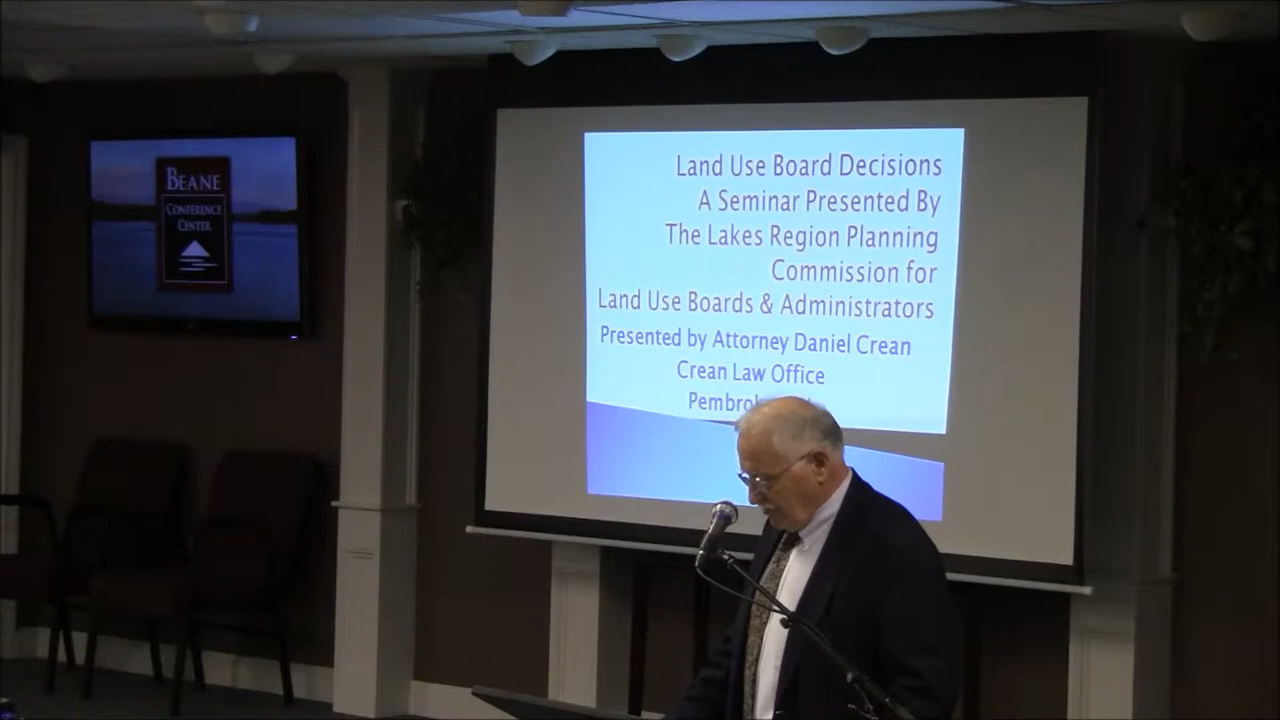 BEANE
CONFERENCE
CENTER
Land Use Board Decisions
A Seminar Presented By
The Lakes Region Planning
Commission for
Land Use Boards & Administrators
Presented by Attorney Daniel Crean
Crean Law Office